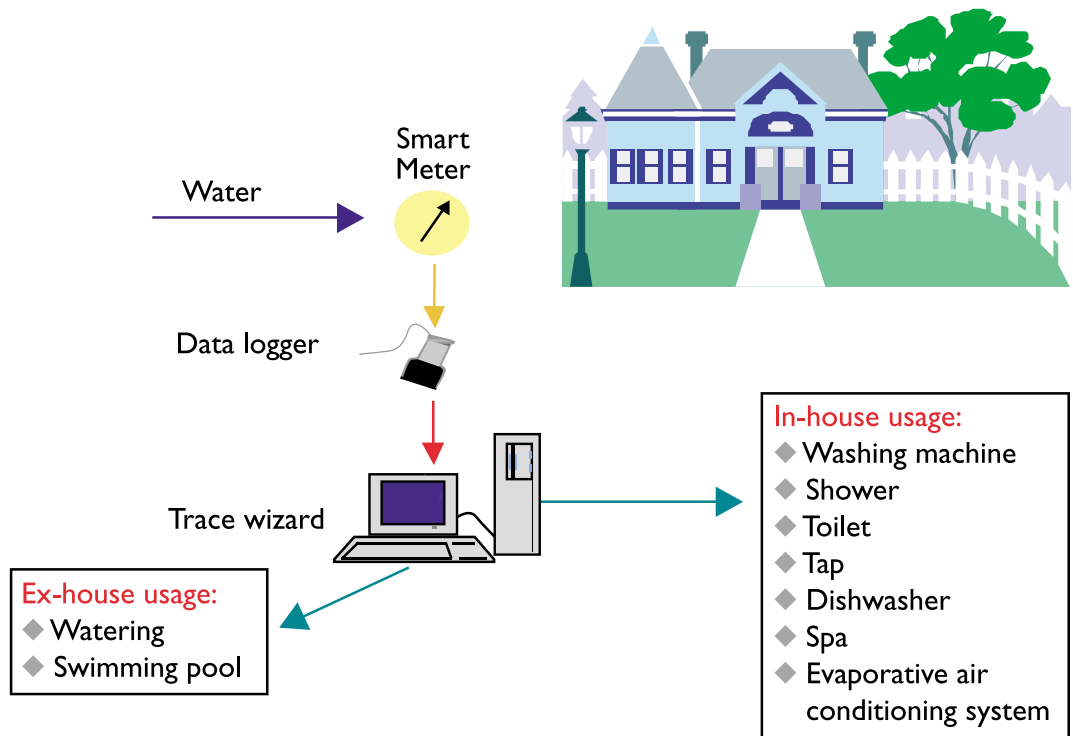 Smart
Meter
Water
Data logger
Trace wizard
In-house usage:
Washing machine
Shower
Toilet
Tap
Dishwasher
Spa
Evaporative air
conditioning system
Ex-house usage:
Watering
Swimming pool